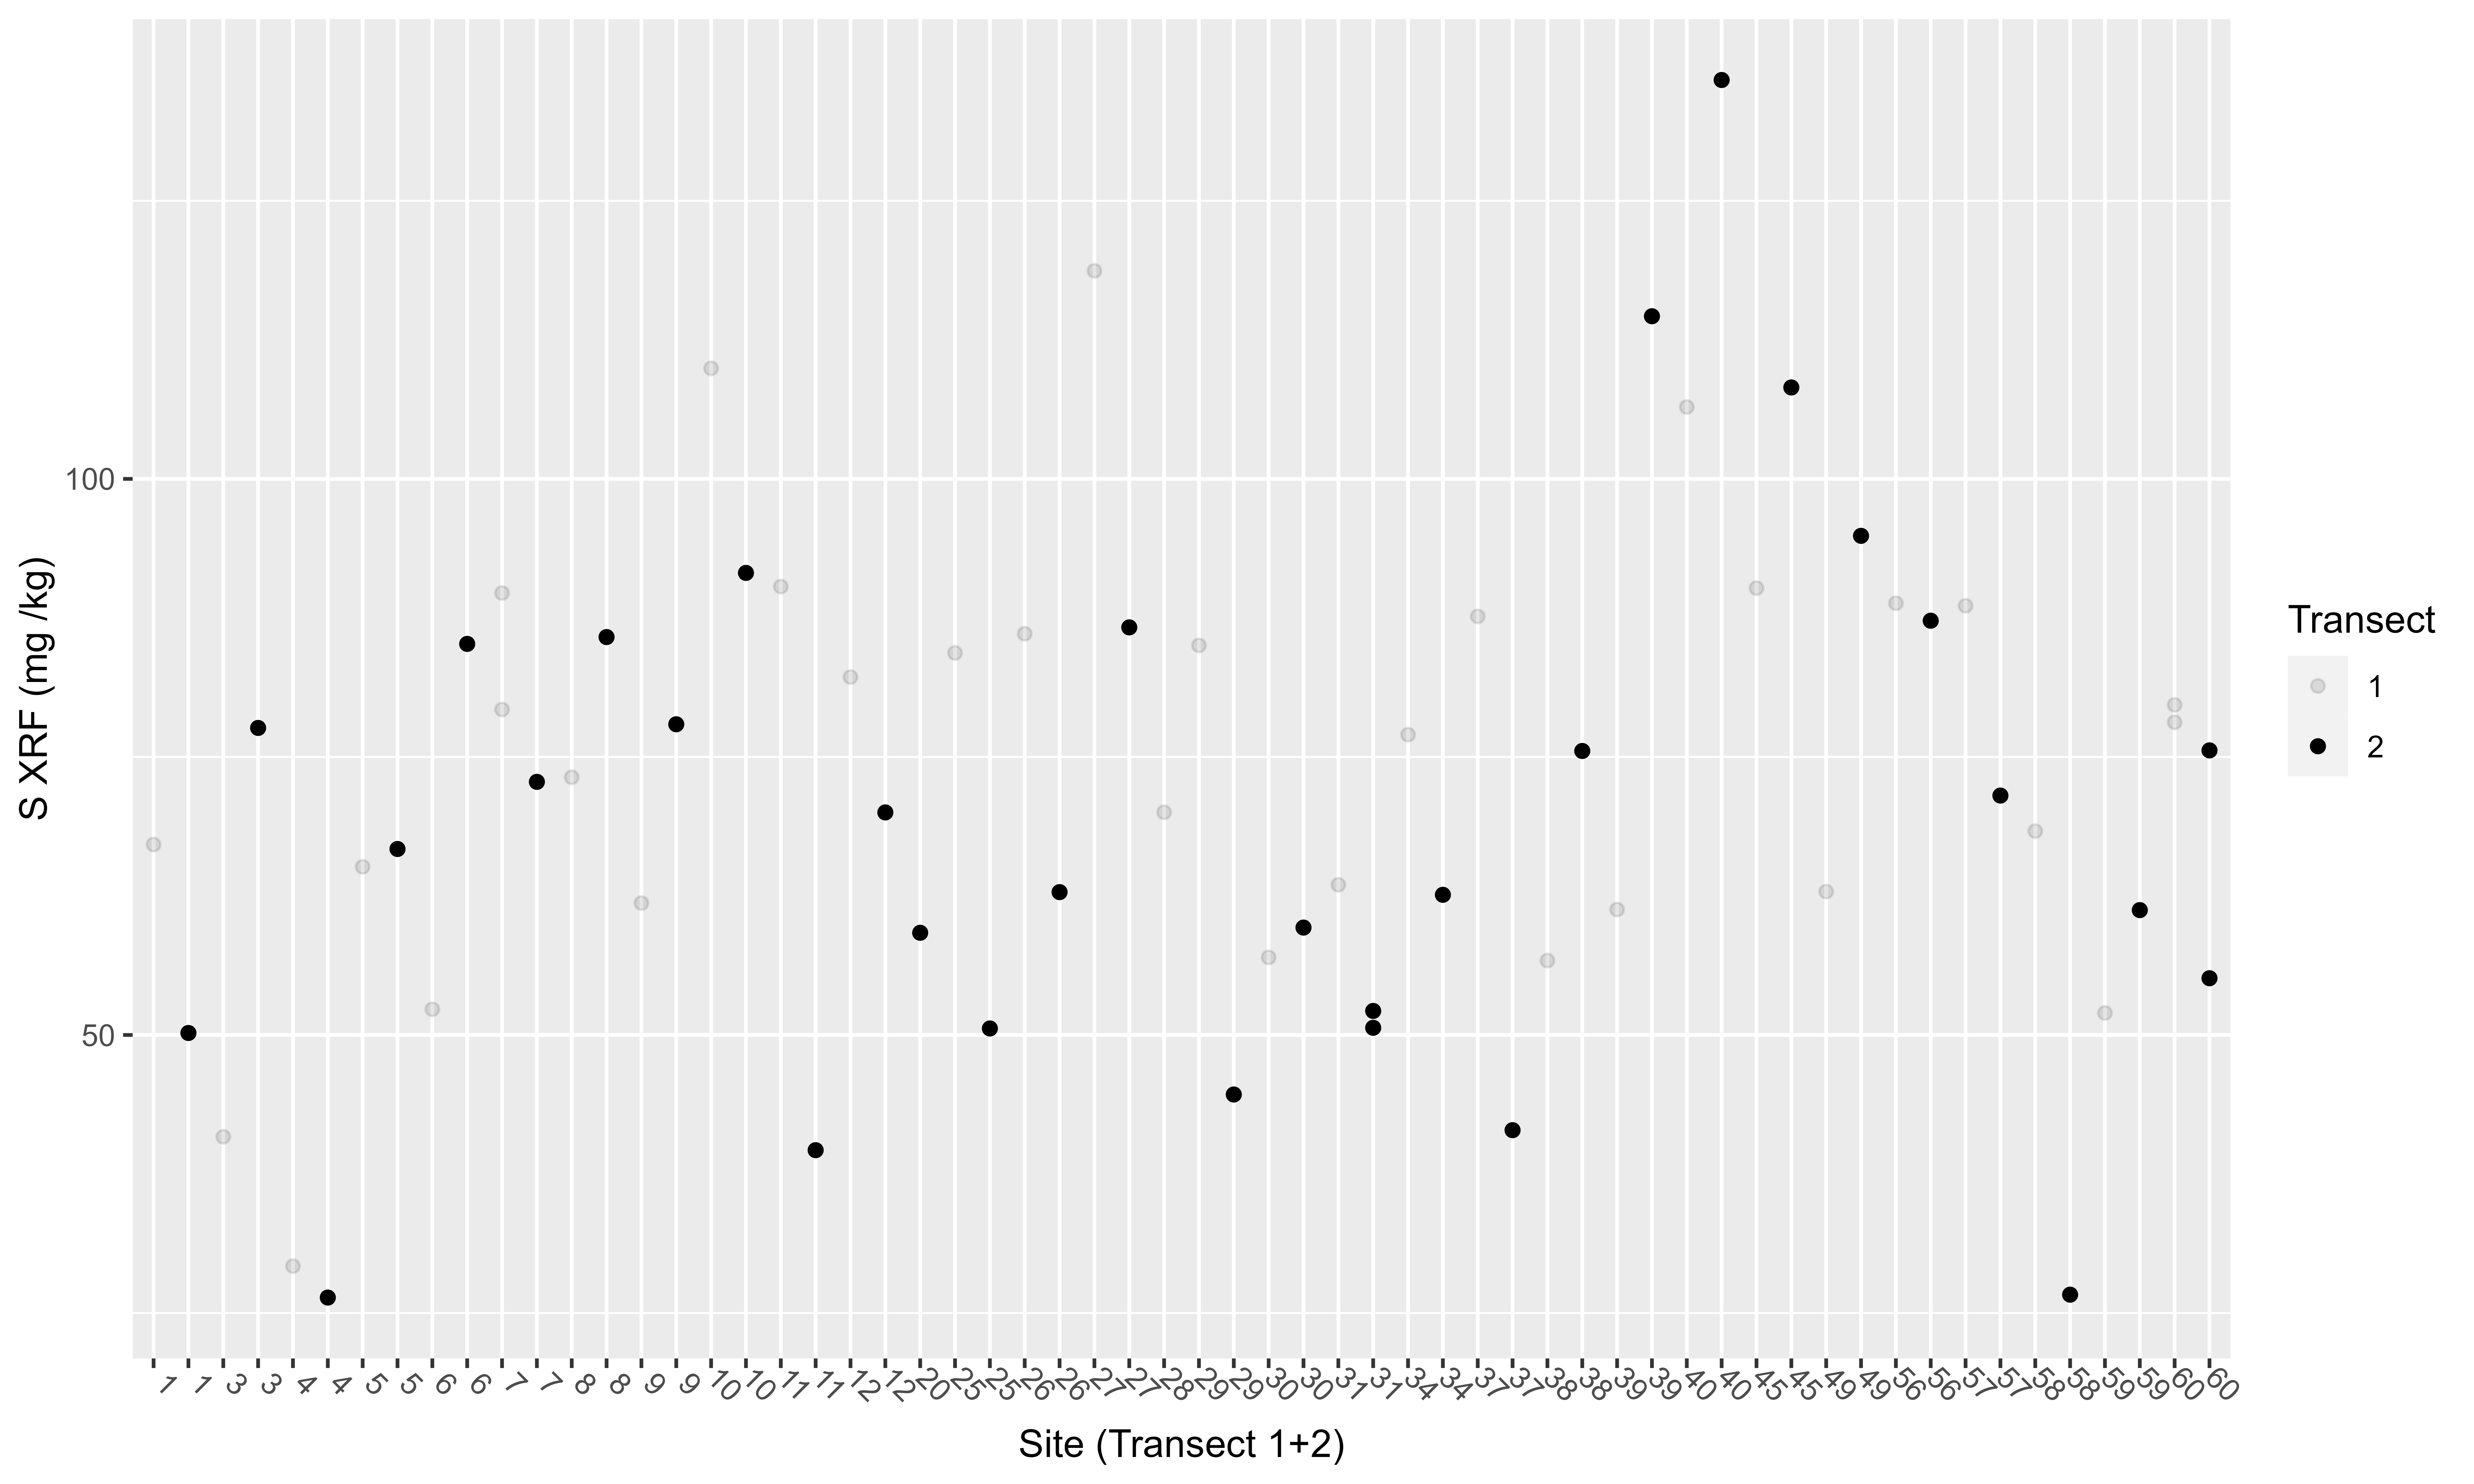 100
50
S XRF (mg /kg)
1 1 3 3 4 4 5 5 6 6 7 7 8 8 9 9 10 10 11 11 12 12 20 25 25 26 26 27 27 28 29 29 30 30 31 31 34 34 37 37 38 38 39 39 40 40 45 45 49 49 56 56 57 57 58 58 59 59 60 60
Site (Transect 1+2)
Transect
1
2